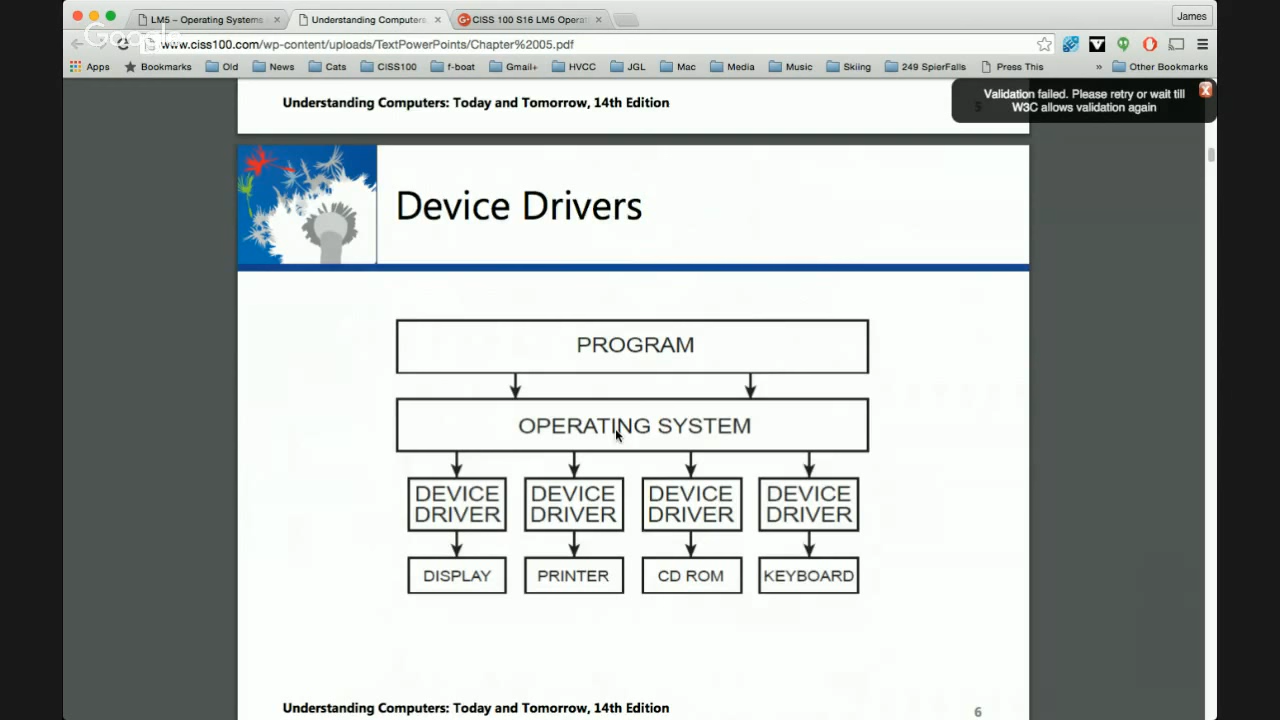 LM5 – Operating Systems
Understanding Computers
CISS 100 S16 LM5 Opera
James
Google
www.ciss100.com/wp-content/uploads/TextPowerPoints/Chapter%2005.pdf
Apps Bookmarks Old News Cats CISS100 f-boat Gmail+ HVCC JGL Mac Media Music Skiing 249 SpierFalls Press This » Other Bookmarks
Validation failed. Please retry or wait till
W3C allows validation again
Understanding Computers: Today and Tomorrow, 14th Edition
Device Drivers
PROGRAM
OPERATING SYSTEM
DEVICE DRIVER
DEVICE DRIVER
DEVICE DRIVER
DEVICE DRIVER
DISPLAY
PRINTER
CD ROM
KEYBOARD
Understanding Computers: Today and Tomorrow, 14th Edition
6